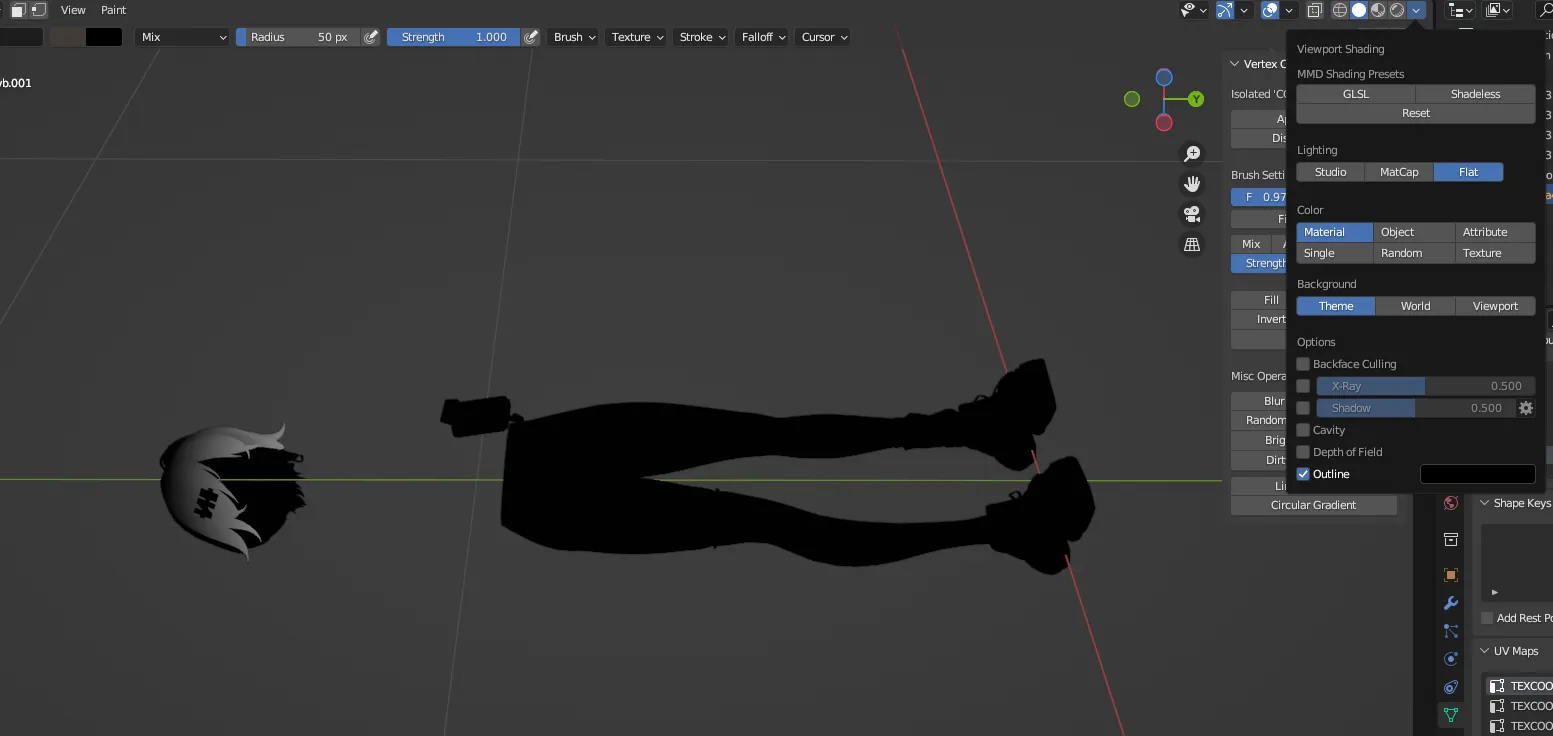 View Paint
Mix Radius 50 px Strength 1.000 Brush Texture Stroke Falloff Cursor
Viewport Shading
MMD Shading Presets
GLSL Shadeless
Reset
Lighting
Studio MatCap Flat
Color
Material Object Attribute
Single Random Texture
Background
Theme World Viewport
Options
Backface Culling
X-Ray 0.500
Shadow 0.500
Cavity
Depth of Field
Outline
vb.001
Y
Vertex C
Isolated 'CO
Ap
Dis
Brush Setti
F 0.97
Fi
Mix A
Strength
Fill
Invert
Misc Opera
Blur
Random
Brig
Dirt
Li
Circular Gradient
Shape Keys
Add Rest Po
UV Maps
TEXCOO
TEXCOO
TEXCOO